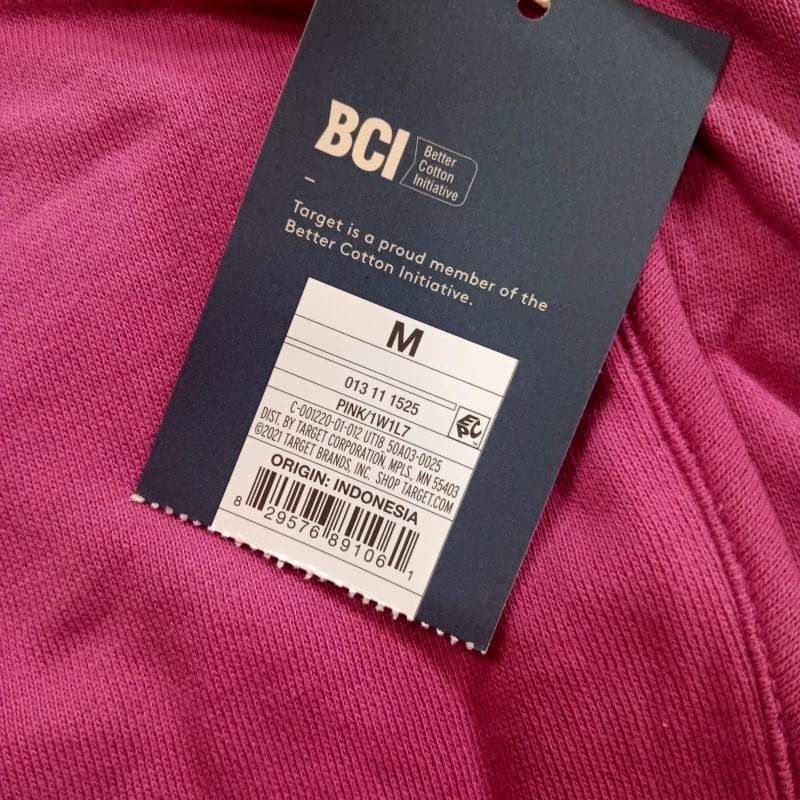 BCI
Better
Cotton
Initiative
Target is a proud member of the
Better Cotton Initiative.
M
013 11 1525
PINK/1W1L7
EPC
C-001220-01-012 UT18 50A03-0025
DIST. BY TARGET CORPORATION, MPLS, MN 55403
©2021 TARGET BRANDS, INC. SHOP TARGET.COM
ORIGIN: INDONESIA
8 29576 89106 1